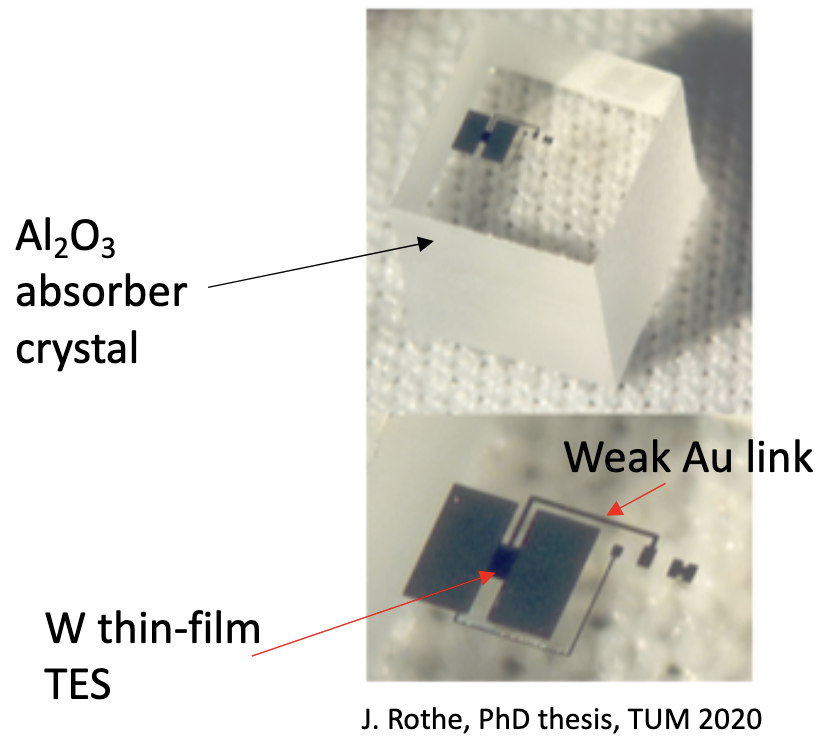 Al₂O₃
absorber
crystal
Weak Au link
W thin-film
TES
J. Rothe, PhD thesis, TUM 2020